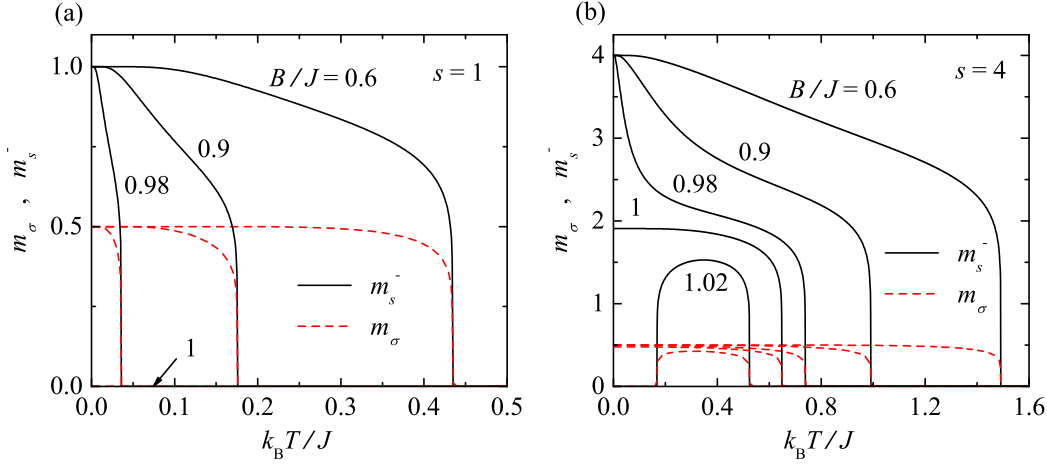 (a)
1.0
0.5
0.0
m_σ , m_s^-
B / J = 0.6
s = 1
0.9
0.98
m_s^-
m_σ
1
0.0 0.1 0.2 0.3 0.4 0.5
k_B T / J
(b)
4
3
2
1
0
m_σ , m_s^-
B / J = 0.6
s = 4
0.9
0.98
1
1.02
m_s^-
m_σ
0.0 0.4 0.8 1.2 1.6
k_B T / J